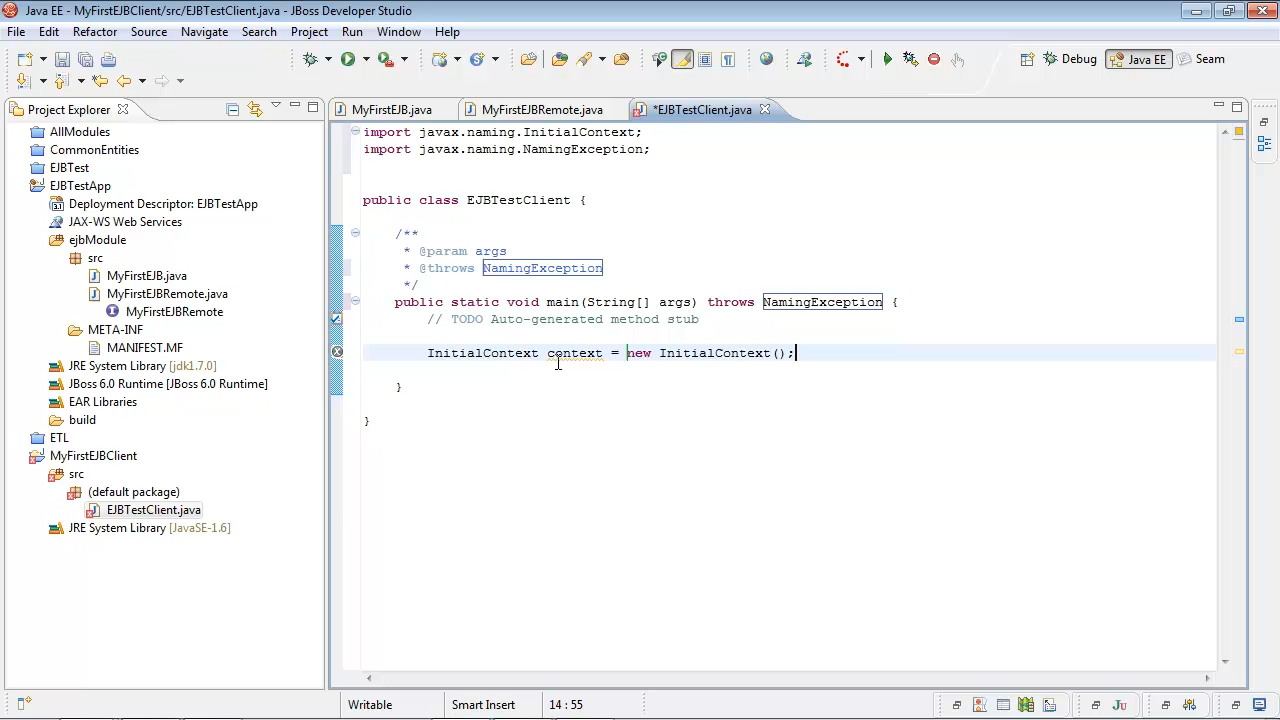 Java EE - MyFirstEJBClient/src/EJBTestClient.java - JBoss Developer Studio
File Edit Refactor Source Navigate Search Project Run Window Help
Debug Java EE Seam
Project Explorer
MyFirstEJB.java MyFirstEJBRemote.java *EJBTestClient.java
AllModules
CommonEntities
EJBTest
EJBTestApp
Deployment Descriptor: EJBTestApp
JAX-WS Web Services
ejbModule
src
MyFirstEJB.java
MyFirstEJBRemote.java
MyFirstEJBRemote
META-INF
MANIFEST.MF
JRE System Library [jdk1.7.0]
JBoss 6.0 Runtime [JBoss 6.0 Runtime]
EAR Libraries
build
ETL
MyFirstEJBClient
src
(default package)
EJBTestClient.java
JRE System Library [JavaSE-1.6]
import javax.naming.InitialContext;
import javax.naming.NamingException;
public class EJBTestClient {
/**
* @param args
* @throws NamingException
*/
public static void main(String[] args) throws NamingException {
// TODO Auto-generated method stub
InitialContext context = new InitialContext();
}
}
Writable Smart Insert 14 : 55